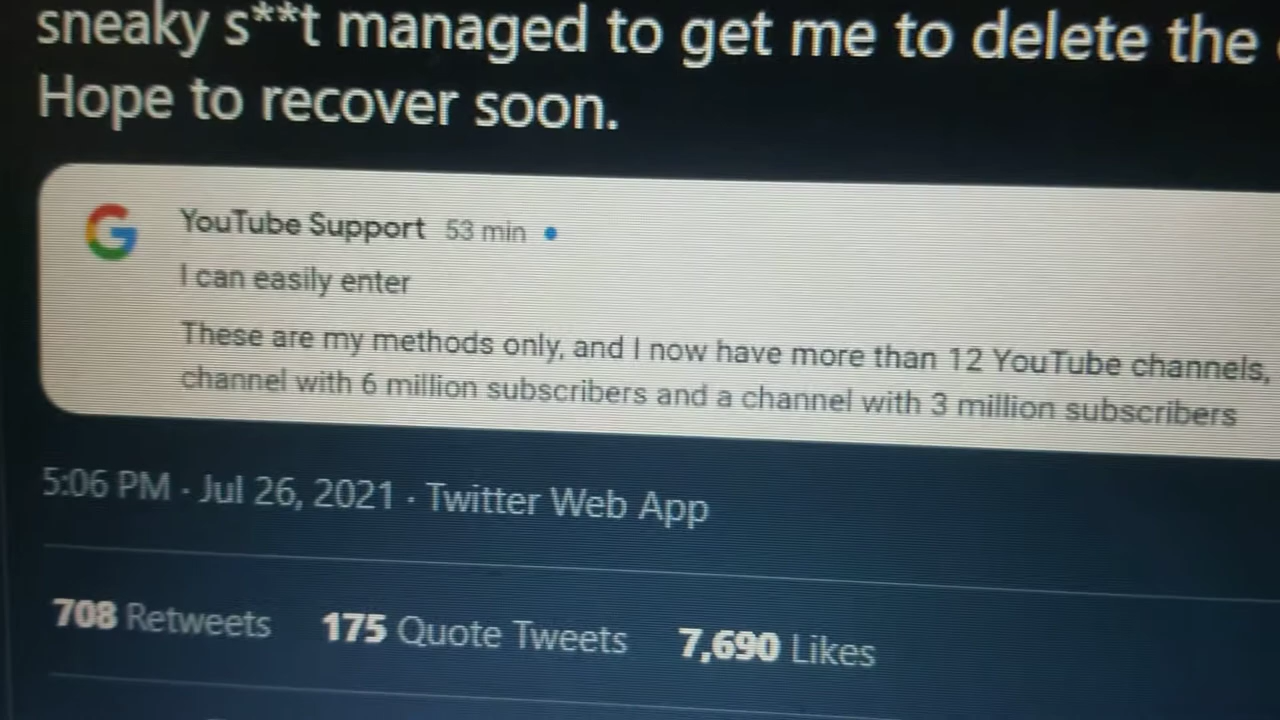 sneaky s**t managed to get me to delete the
Hope to recover soon.
YouTube Support 53 min
I can easily enter
These are my methods only, and I now have more than 12 YouTube channels,
channel with 6 million subscribers and a channel with 3 million subscribers
5:06 PM · Jul 26, 2021 · Twitter Web App
708 Retweets 175 Quote Tweets 7,690 Likes